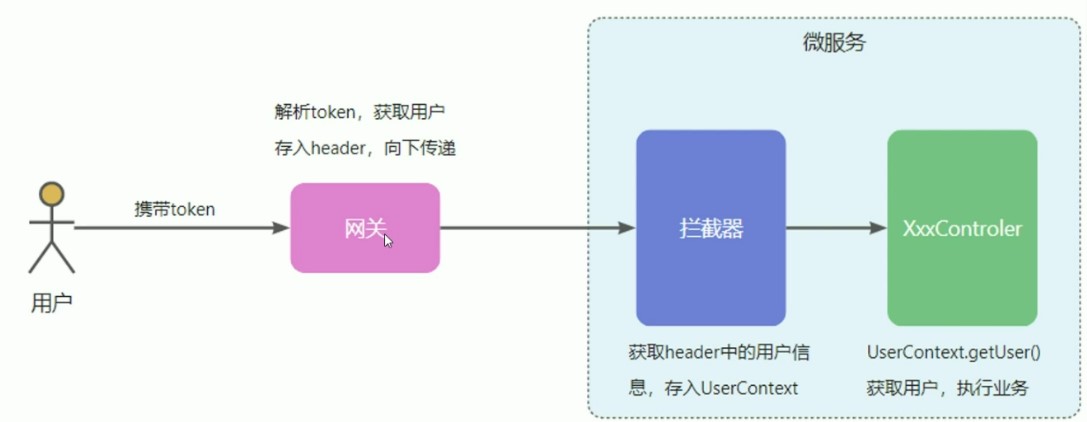 微服务
解析token，获取用户
存入header，向下传递
携带token
网关
拦截器
XxxControler
用户
获取header中的用户信
息，存入UserContext
UserContext.getUser()
获取用户，执行业务